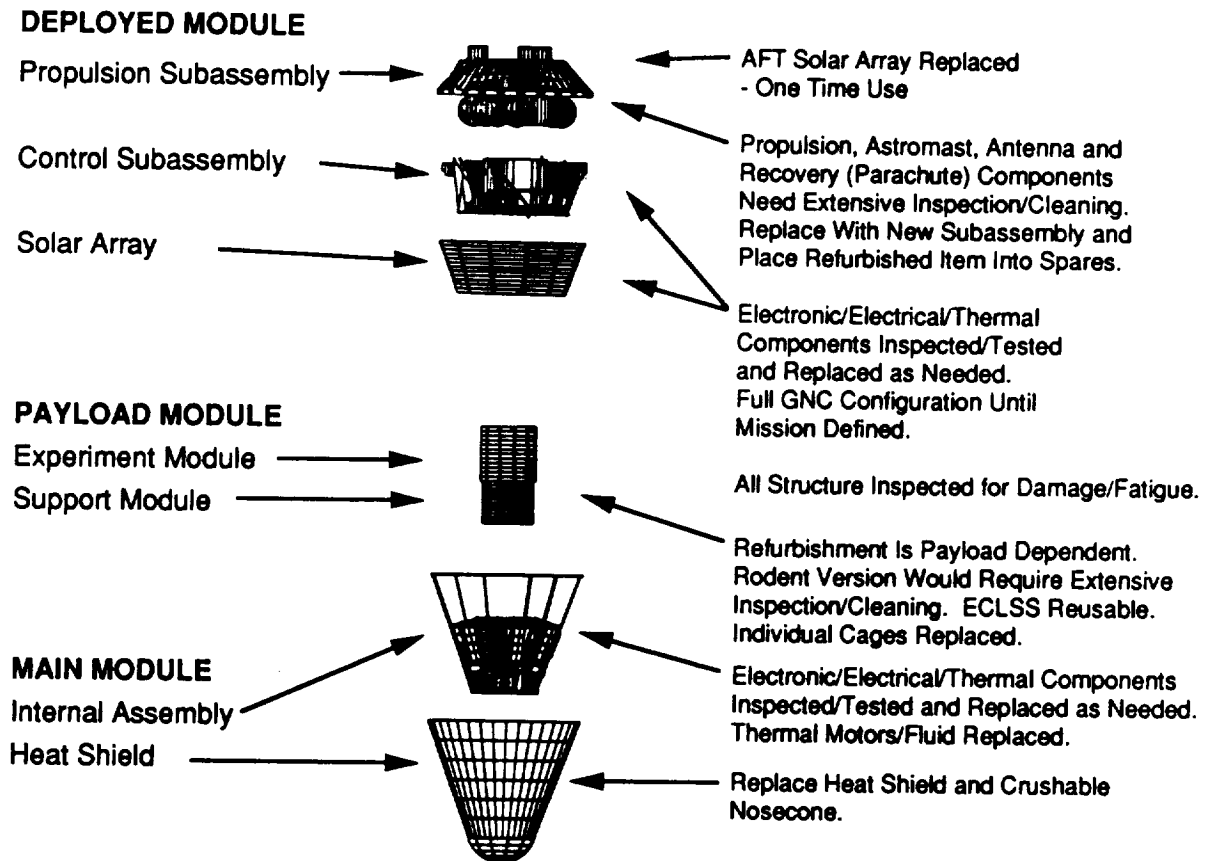 DEPLOYED MODULE
Propulsion Subassembly
Control Subassembly
Solar Array
PAYLOAD MODULE
Experiment Module
Support Module
MAIN MODULE
Internal Assembly
Heat Shield
AFT Solar Array Replaced
- One Time Use
Propulsion, Astromast, Antenna and
Recovery (Parachute) Components
Need Extensive Inspection/Cleaning.
Replace With New Subassembly and
Place Refurbished Item Into Spares.
Electronic/Electrical/Thermal
Components Inspected/Tested
and Replaced as Needed.
Full GNC Configuration Until
Mission Defined.
All Structure Inspected for Damage/Fatigue.
Refurbishment Is Payload Dependent.
Rodent Version Would Require Extensive
Inspection/Cleaning. ECLSS Reusable.
Individual Cages Replaced.
Electronic/Electrical/Thermal Components
Inspected/Tested and Replaced as Needed.
Thermal Motors/Fluid Replaced.
Replace Heat Shield and Crushable
Nosecone.